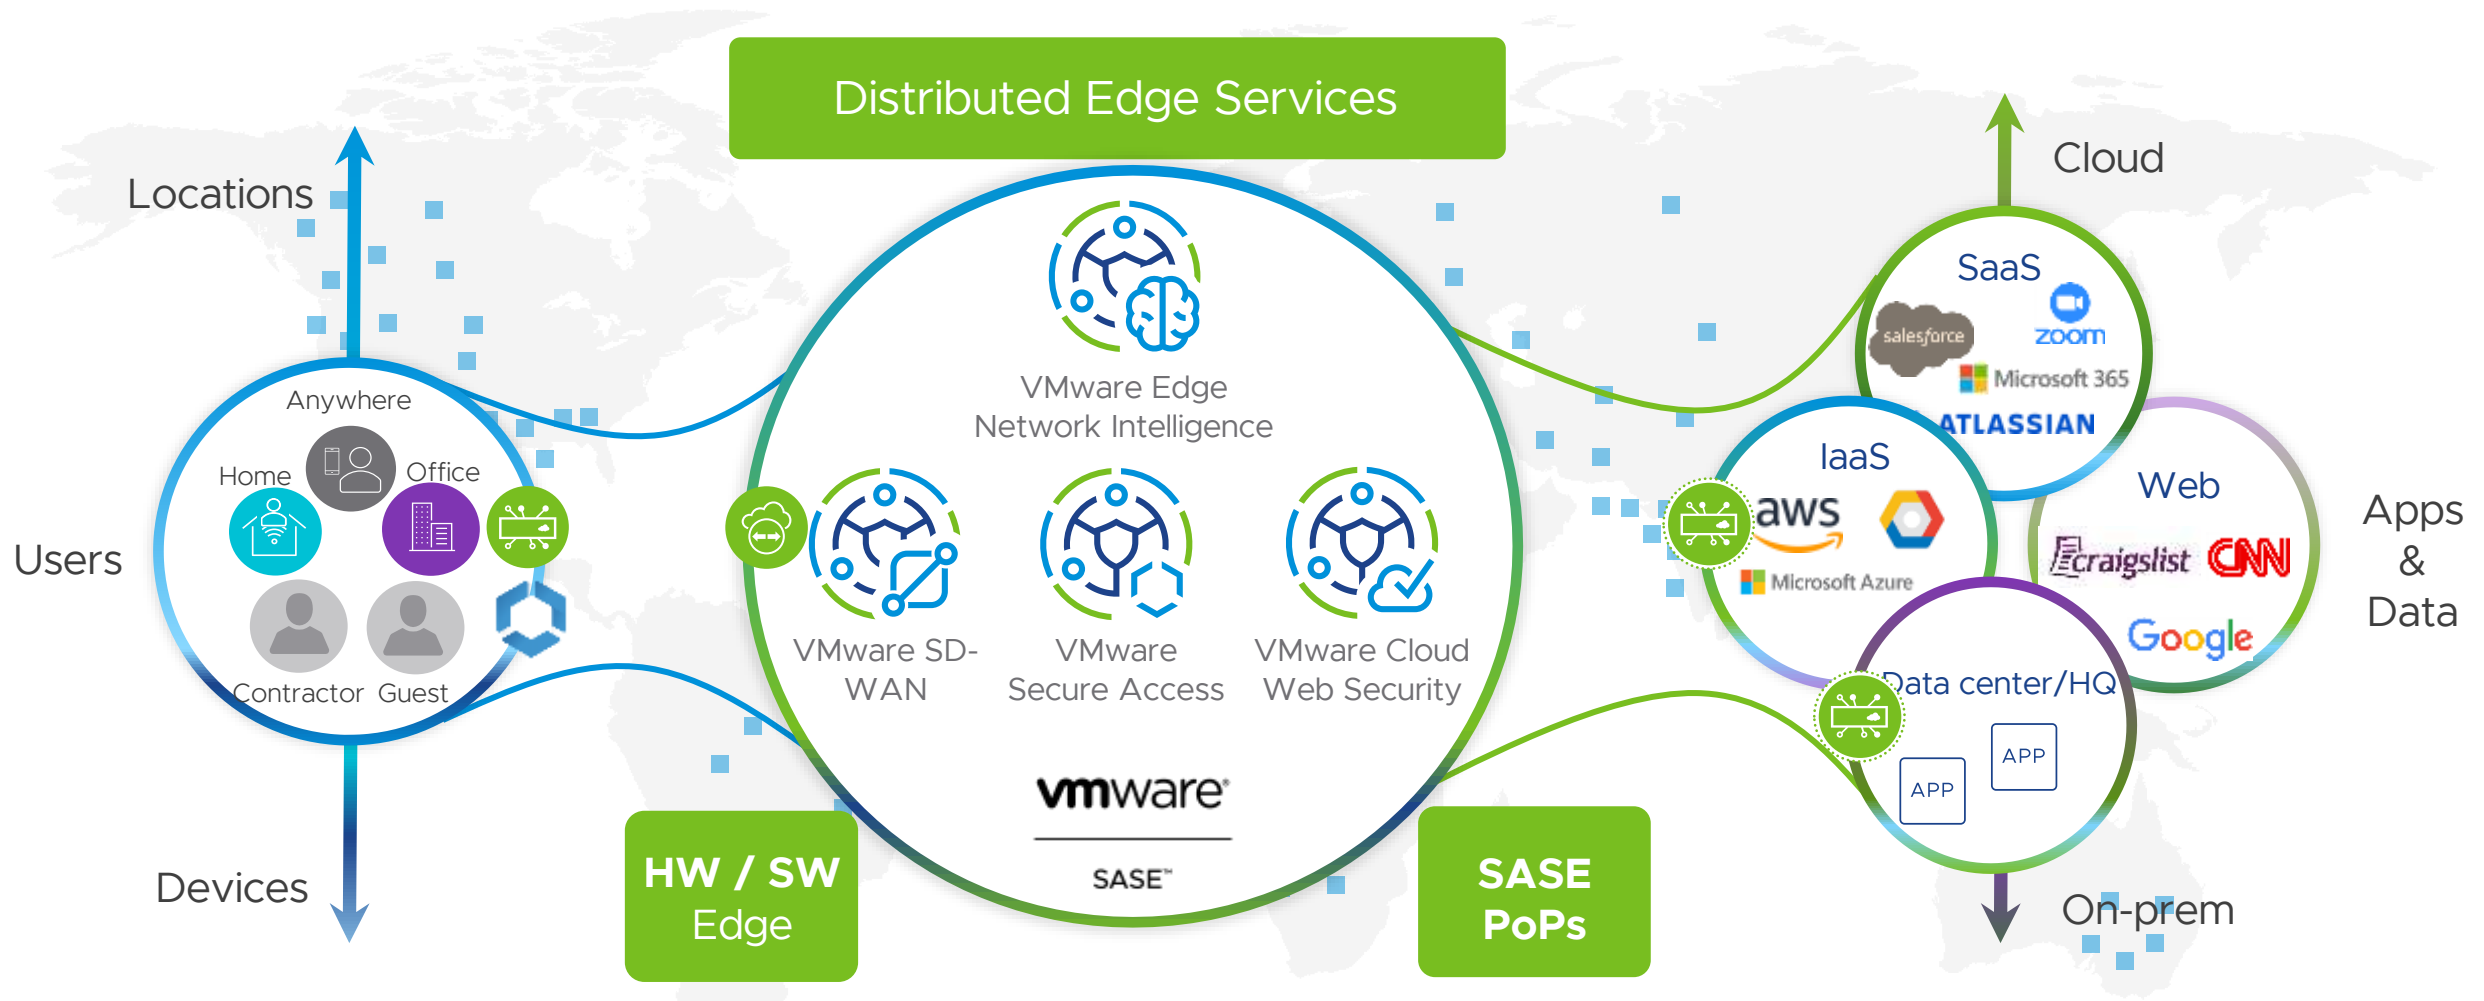 Distributed Edge Services
Locations
Cloud
SaaS
salesforce
zoom
Microsoft 365
ATLASSIAN
Anywhere
Home
Office
Contractor
Guest
Users
Devices
VMware Edge
Network Intelligence
VMware SD-
WAN
VMware
Secure Access
VMware Cloud
Web Security
vmware®
SASE™
HW / SW
Edge
SASE
PoPs
IaaS
aws
Microsoft Azure
Web
craigslist
CNN
Google
Data center/HQ
APP
APP
Apps
&
Data
On-prem